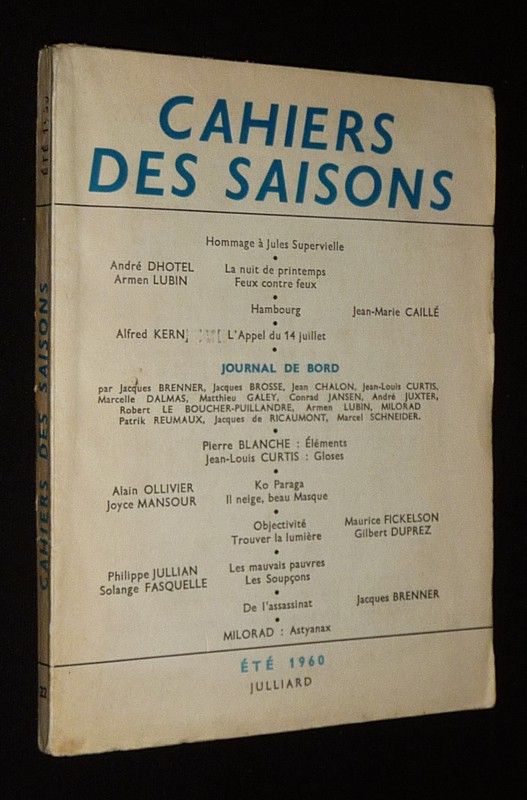 CAHIERS
DES SAISONS
Hommage à Jules Supervielle
•
André DHOTEL La nuit de printemps
Armen LUBIN Feux contre feux
•
Hambourg Jean-Marie CAILLÉ
•
Alfred KERN L'Appel du 14 juillet
•
JOURNAL DE BORD
par Jacques BRENNER, Jacques BROSSE, Jean CHALON, Jean-Louis CURTIS,
Marcelle DALMAS, Matthieu GALEY, Conrad JANSEN, André JUXTER,
Robert LE BOUCHER-PUILLANDRE, Armen LUBIN, MILORAD
Patrik REUMAUX, Jacques de RICAUMONT, Marcel SCHNEIDER.
•
Pierre BLANCHE : Éléments
Jean-Louis CURTIS : Gloses
•
Alain OLLIVIER Ko Paraga
Joyce MANSOUR Il neige, beau Masque
•
Objectivité Maurice FICKELSON
Trouver la lumière Gilbert DUPREZ
•
Philippe JULLIAN Les mauvais pauvres
Solange FASQUELLE Les Soupçons
•
De l'assassinat Jacques BRENNER
•
MILORAD : Astyanax
ÉTÉ 1960
JULLIARD
CAHIERS DES SAISONS
22